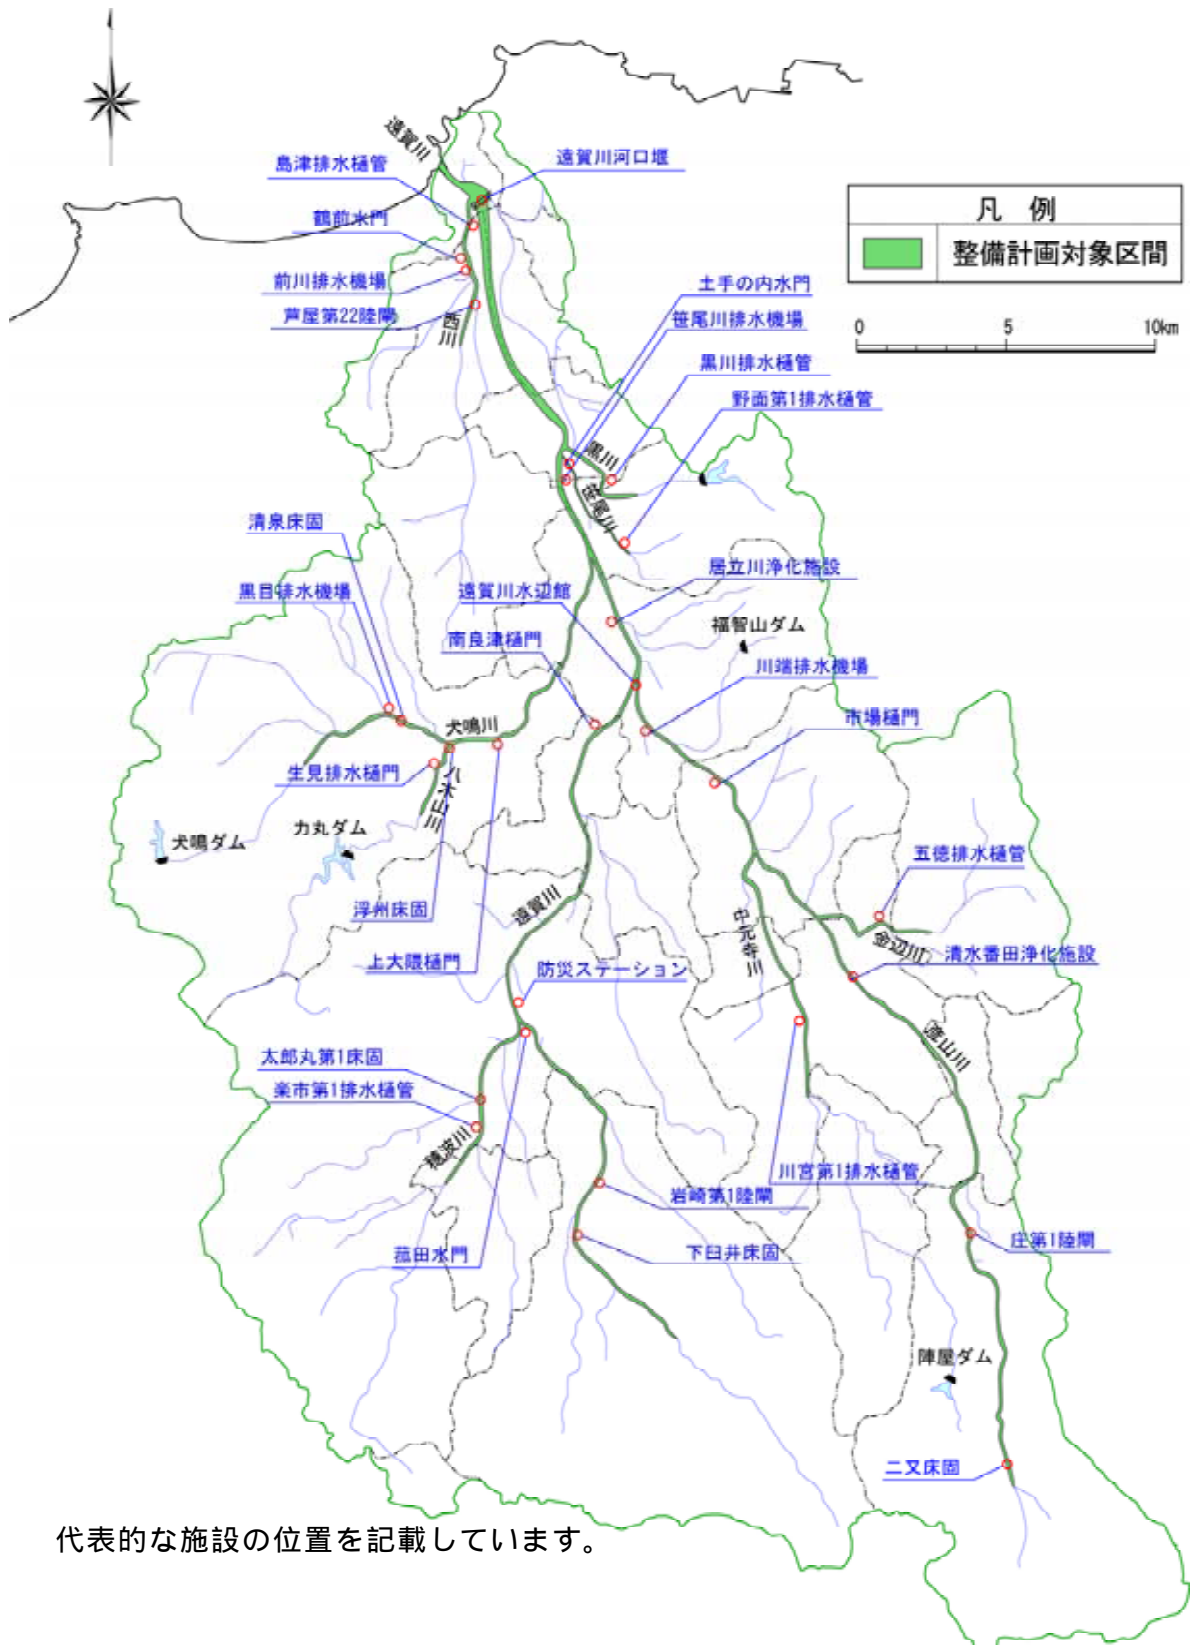 遠賀川
島津排水樋管
遠賀川河口堰
鶴前水門
前川排水機場
芦屋第22陸閘
西川
凡 例
整備計画対象区間
0 5 10km
土手の内水門
笹尾川排水機場
黒川排水樋管
野面第1排水樋管
黒川
笹尾川
清泉床固
黒目排水機場
遠賀川水辺館
居立川浄化施設
南良津樋門
福智山ダム
川端排水機場
市場樋門
犬鳴川
生見排水樋門
八木山川
犬鳴ダム
力丸ダム
浮州床固
上大隈樋門
遠賀川
中元寺川
五徳排水樋管
金辺川
清水番田浄化施設
防災ステーション
彦山川
太郎丸第1床固
楽市第1排水樋管
穂波川
川宮第1排水樋管
岩崎第1陸閘
菰田水門
下臼井床固
庄第1陸閘
陣屋ダム
二又床固
代表的な施設の位置を記載しています。